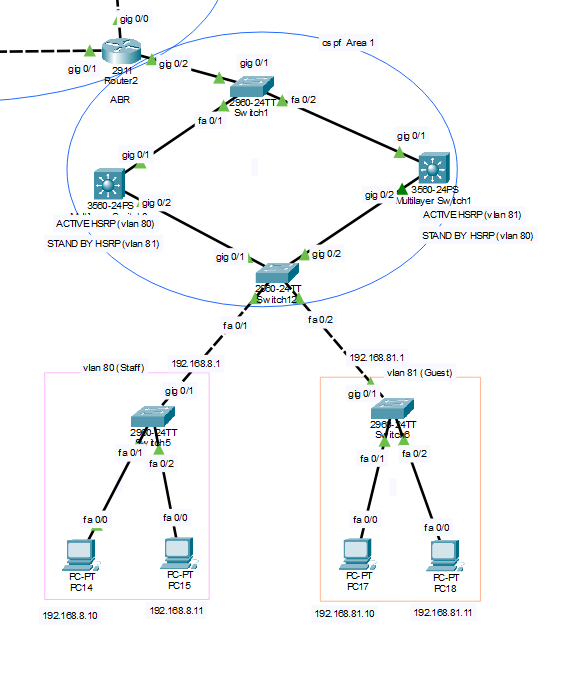 gig 0/0
ospf Area 1
gig 0/1
2911
Router2
gig 0/2
gig 0/1
ABR
2960-24TT
Switch1
fa 0/1
fa 0/2
gig 0/1
gig 0/1
3560-24PS
gig 0/2
ACTIVE HSRP (vlan 80)
STAND BY HSRP (vlan 81)
gig 0/2
3560-24PS
Multilayer Switch1
ACTIVE HSRP (vlan 81)
STAND BY HSRP (vlan 80)
gig 0/1
gig 0/2
2960-24TT
Switch12
fa 0/1
fa 0/2
192.168.8.1
192.168.81.1
vlan 80 (Staff)
vlan 81 (Guest)
gig 0/1
gig 0/1
2960-24TT
Switch5
2960-24TT
Switch6
fa 0/1
fa 0/2
fa 0/1
fa 0/2
fa 0/0
fa 0/0
fa 0/0
fa 0/0
PC-PT
PC14
PC-PT
PC15
PC-PT
PC17
PC-PT
PC18
192.168.8.10
192.168.8.11
192.168.81.10
192.168.81.11